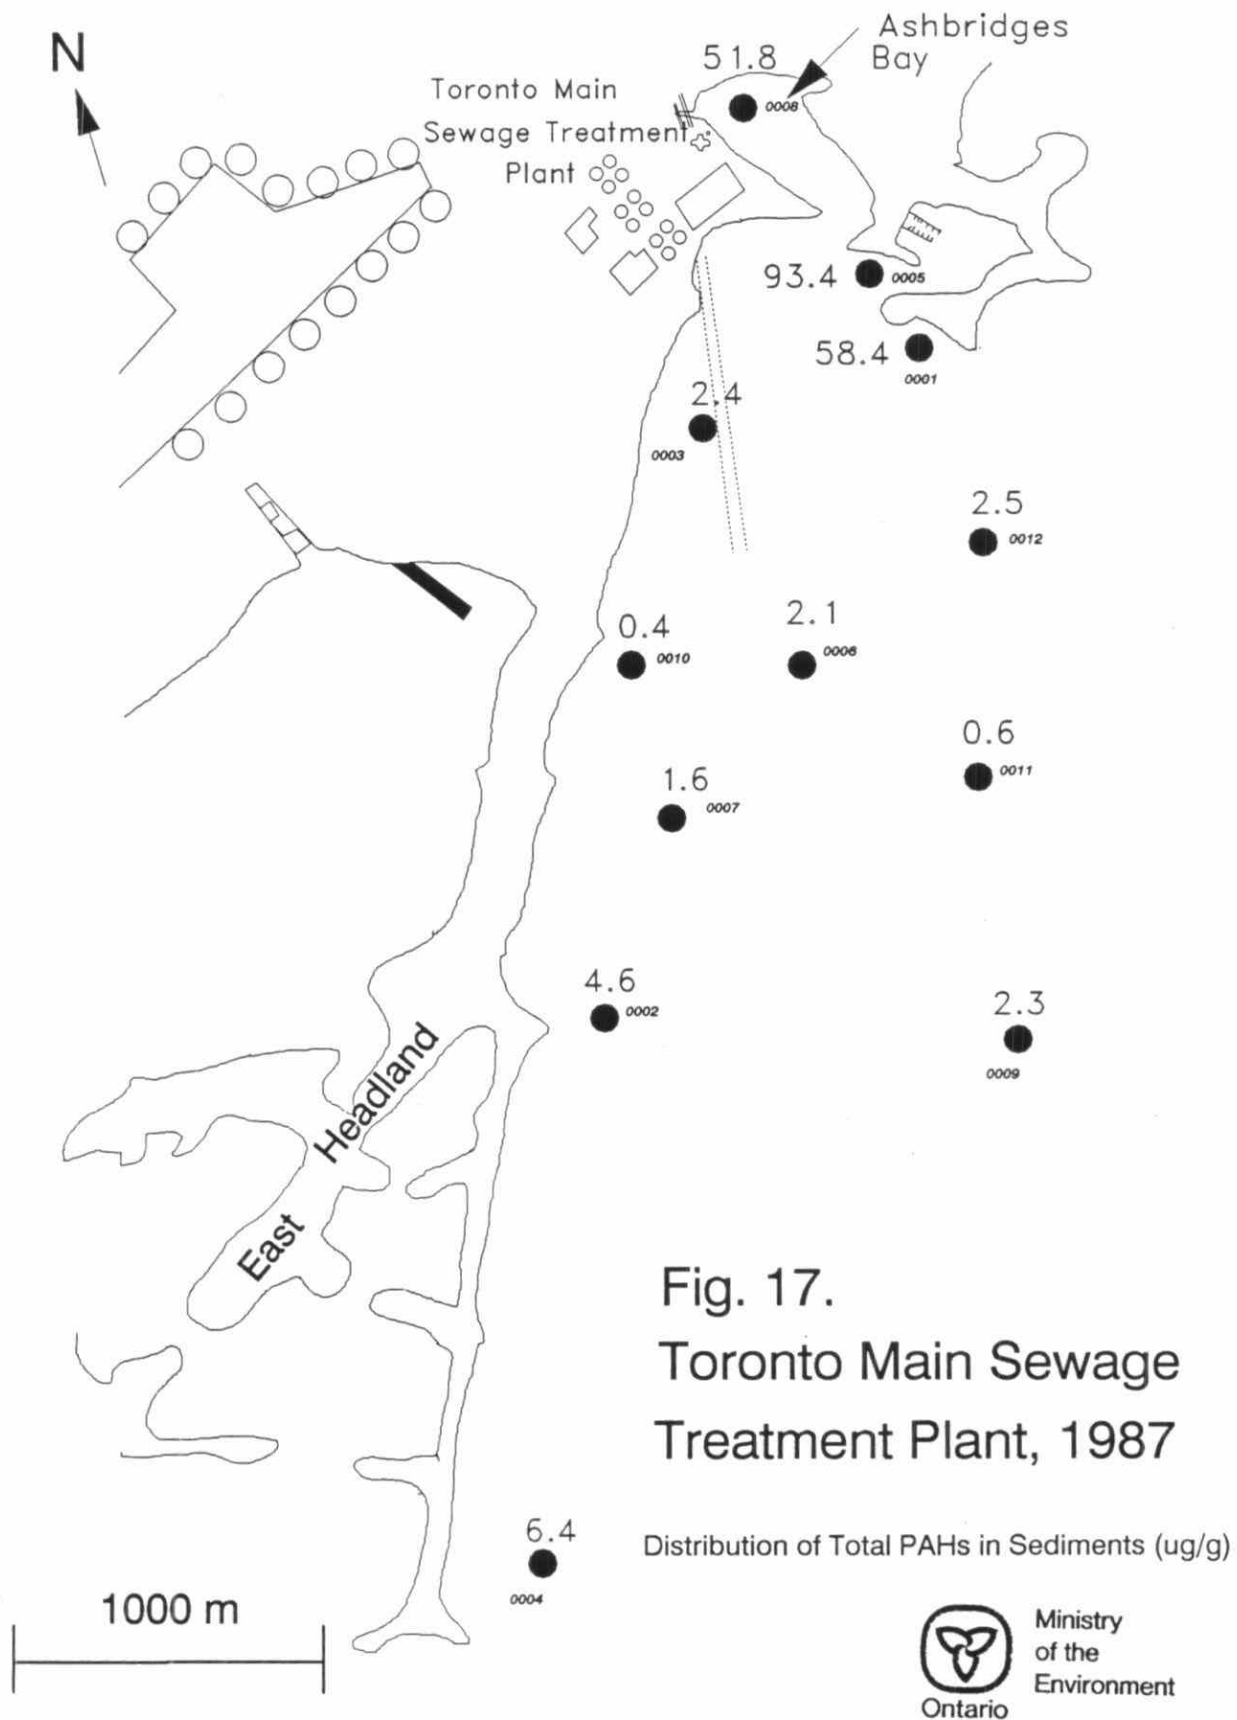 N
Ashbridges
Bay
51.8
0008
Toronto Main
Sewage Treatment
Plant
93.4
0005
58.4
0001
2.4
0003
2.5
0012
0.4
0010
2.1
0006
0.6
0011
1.6
0007
4.6
0002
2.3
0009
East Headland
Fig. 17.
Toronto Main Sewage
Treatment Plant, 1987
6.4
0004
Distribution of Total PAHs in Sediments (ug/g)
1000 m
Ministry
of the
Environment
Ontario